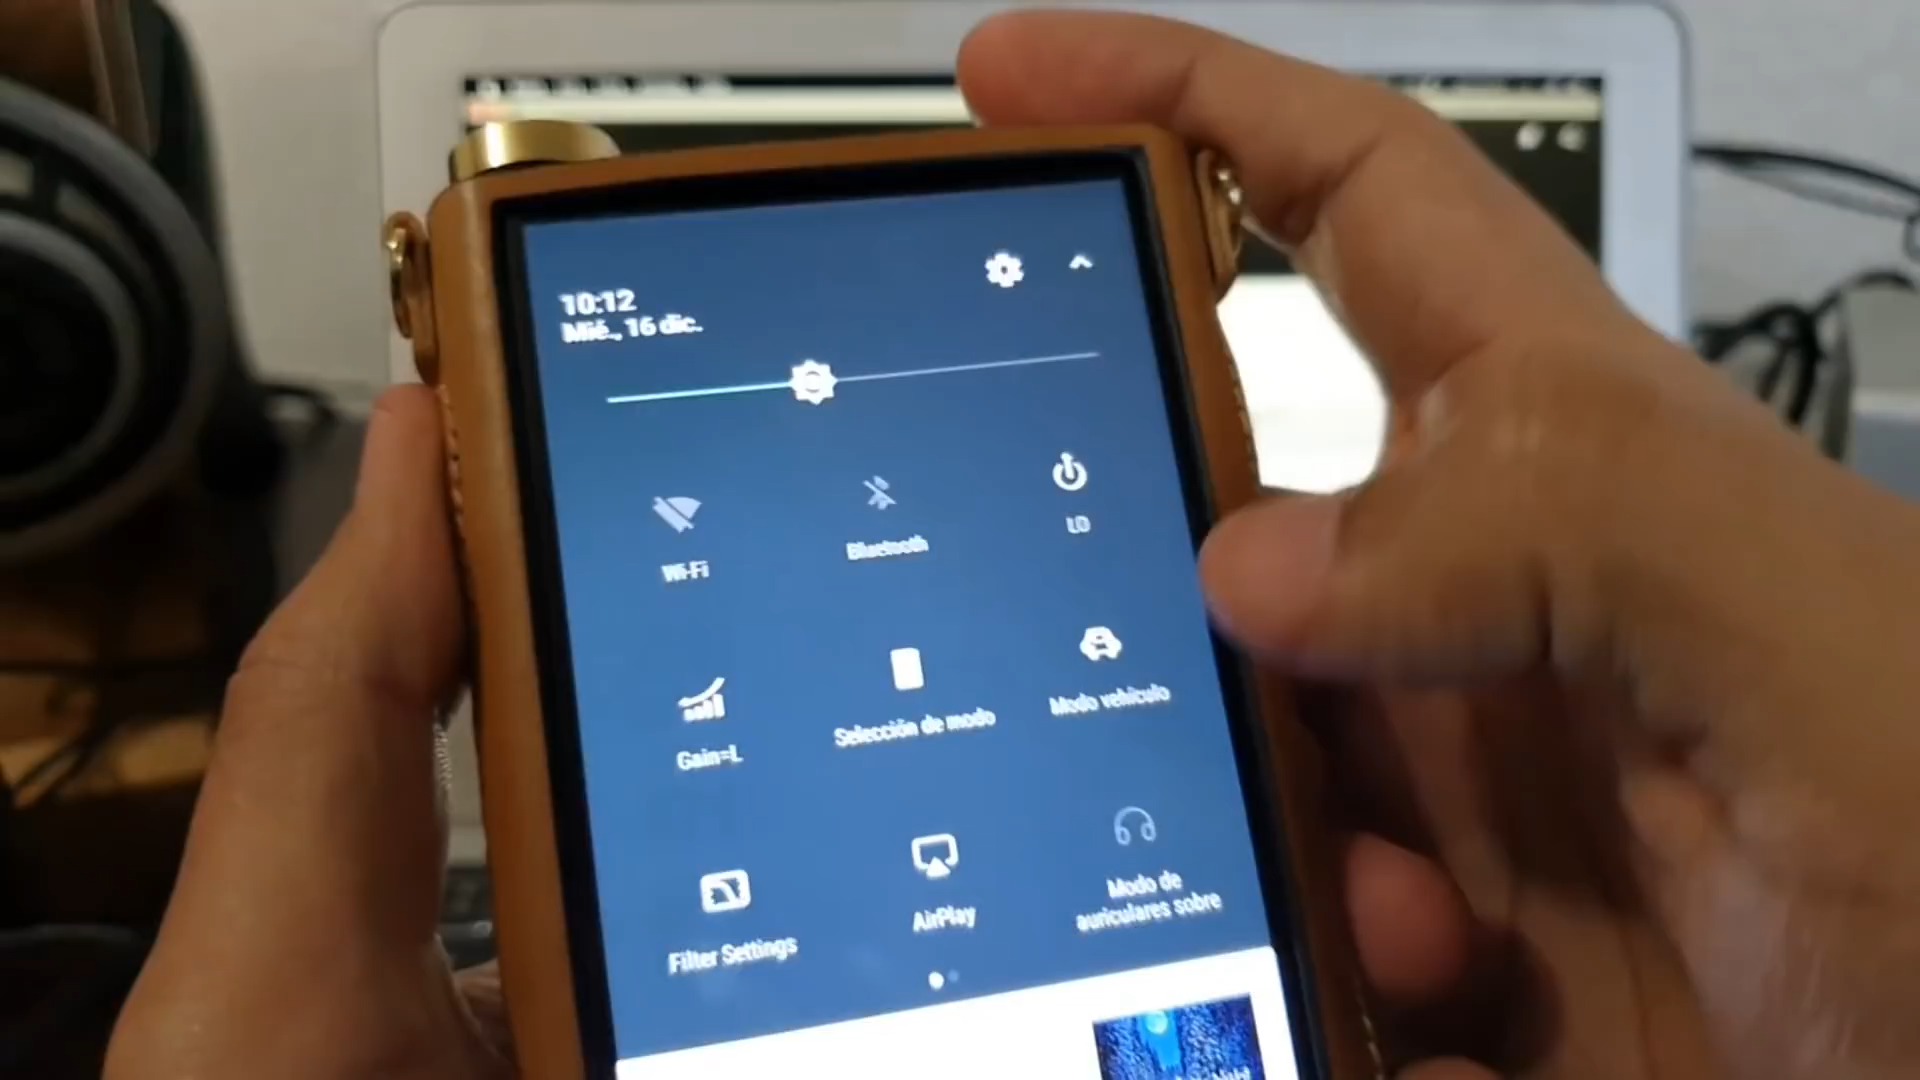 10:12
Mié., 16 dic.
Wi-Fi
Bluetooth
LO
Gain=L
Selección de modo
Modo vehículo
Filter Settings
AirPlay
Modo de
auriculares sobre